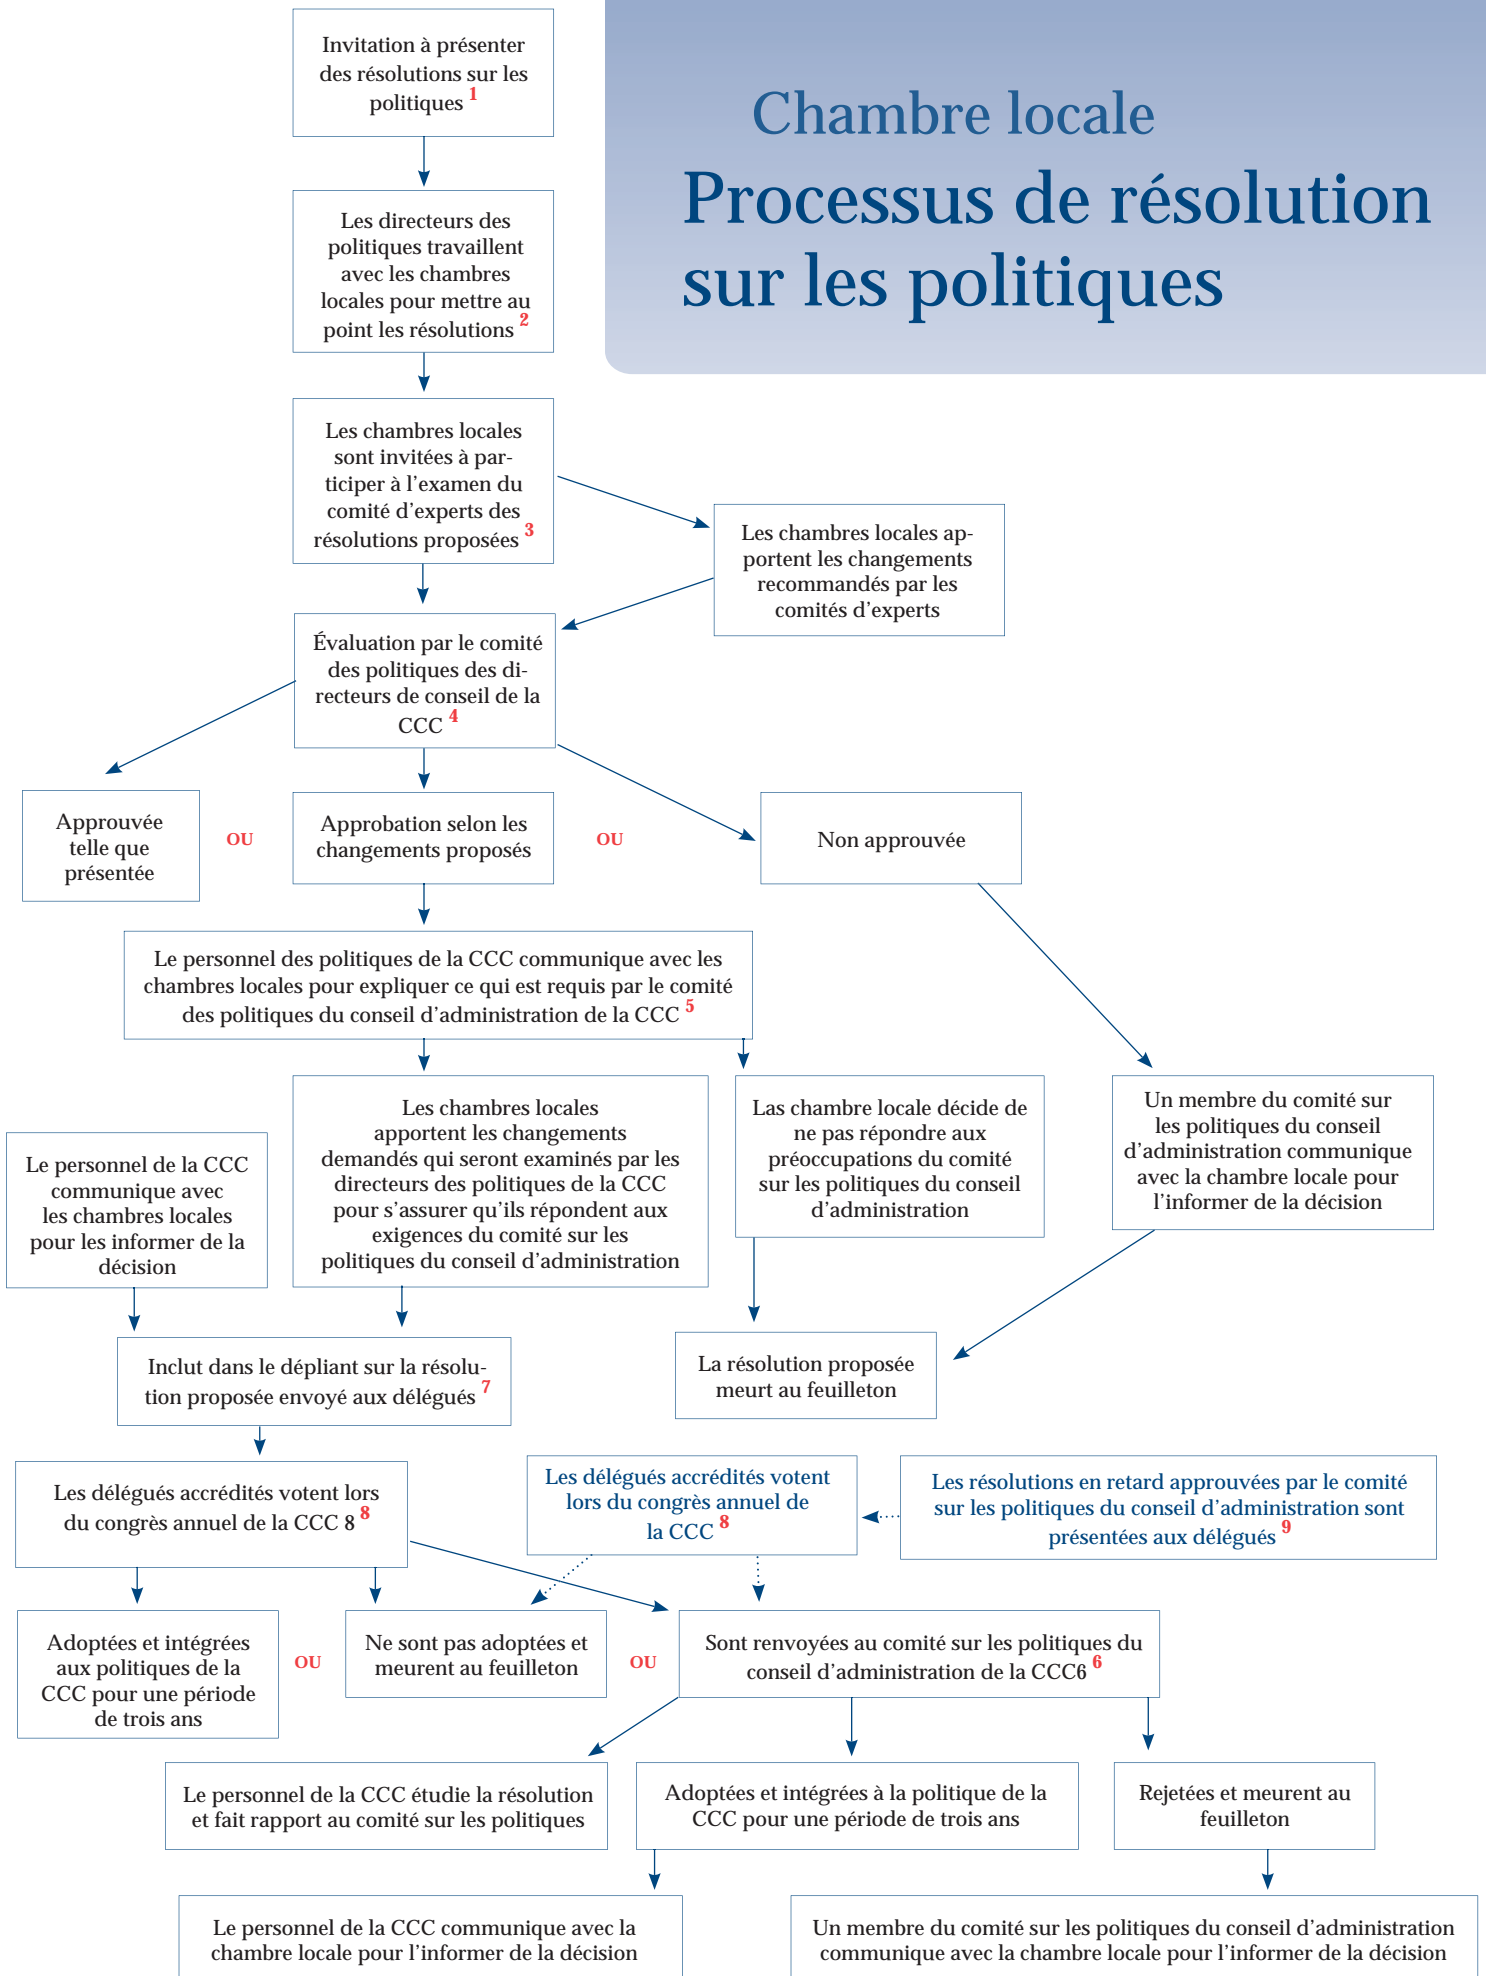 Chambre locale
Processus de résolution
sur les politiques
Invitation à présenter
des résolutions sur les
politiques 1
Les directeurs des
politiques travaillent
avec les chambres
locales pour mettre au
point les résolutions 2
Les chambres locales
sont invitées à par-
ticiper à l'examen du
comité d'experts des
résolutions proposées 3
Les chambres locales ap-
portent les changements
recommandés par les
comités d'experts
Évaluation par le comité
des politiques des di-
recteurs de conseil de la
CCC 4
Approuvée
telle que
présentée
OU
Approbation selon les
changements proposés
OU
Non approuvée
Le personnel des politiques de la CCC communique avec les
chambres locales pour expliquer ce qui est requis par le comité
des politiques du conseil d'administration de la CCC 5
Le personnel de la CCC
communique avec
les chambres locales
pour les informer de la
décision
Les chambres locales
apportent les changements
demandés qui seront examinés par les
directeurs des politiques de la CCC
pour s'assurer qu'ils répondent aux
exigences du comité sur les
politiques du conseil d'administration
Las chambre locale décide de
ne pas répondre aux
préoccupations du comité
sur les politiques du conseil
d'administration
Un membre du comité sur
les politiques du conseil
d'administration communique
avec la chambre locale pour
l'informer de la décision
Inclut dans le dépliant sur la résolu-
tion proposée envoyé aux délégués 7
La résolution proposée
meurt au feuilleton
Les délégués accrédités votent lors
du congrès annuel de la CCC 8 8
Les délégués accrédités votent
lors du congrès annuel de
la CCC 8
Les résolutions en retard approuvées par le comité
sur les politiques du conseil d'administration sont
présentées aux délégués 9
Adoptées et intégrées
aux politiques de la
CCC pour une période
de trois ans
OU
Ne sont pas adoptées et
meurent au feuilleton
OU
Sont renvoyées au comité sur les politiques du
conseil d'administration de la CCC6 6
Le personnel de la CCC étudie la résolution
et fait rapport au comité sur les politiques
Adoptées et intégrées à la politique de la
CCC pour une période de trois ans
Rejetées et meurent au
feuilleton
Le personnel de la CCC communique avec la
chambre locale pour l'informer de la décision
Un membre du comité sur les politiques du conseil d'administration
communique avec la chambre locale pour l'informer de la décision